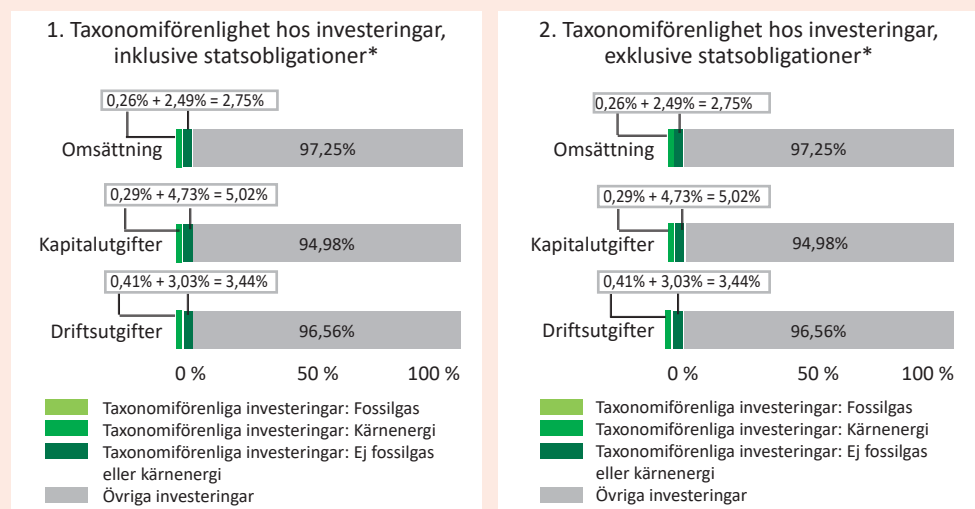 1. Taxonomiförenlighet hos investeringar,
inklusive statsobligationer*
0,26% + 2,49% = 2,75%
Omsättning
97,25%
0,29% + 4,73% = 5,02%
Kapitalutgifter
94,98%
0,41% + 3,03% = 3,44%
Driftsutgifter
96,56%
0 % 50 % 100 %
Taxonomiförenliga investeringar: Fossilgas
Taxonomiförenliga investeringar: Kärnenergi
Taxonomiförenliga investeringar: Ej fossilgas
eller kärnenergi
Övriga investeringar
2. Taxonomiförenlighet hos investeringar,
exklusive statsobligationer*
0,26% + 2,49% = 2,75%
Omsättning
97,25%
0,29% + 4,73% = 5,02%
Kapitalutgifter
94,98%
0,41% + 3,03% = 3,44%
Driftsutgifter
96,56%
0 % 50 % 100 %
Taxonomiförenliga investeringar: Fossilgas
Taxonomiförenliga investeringar: Kärnenergi
Taxonomiförenliga investeringar: Ej fossilgas
eller kärnenergi
Övriga investeringar